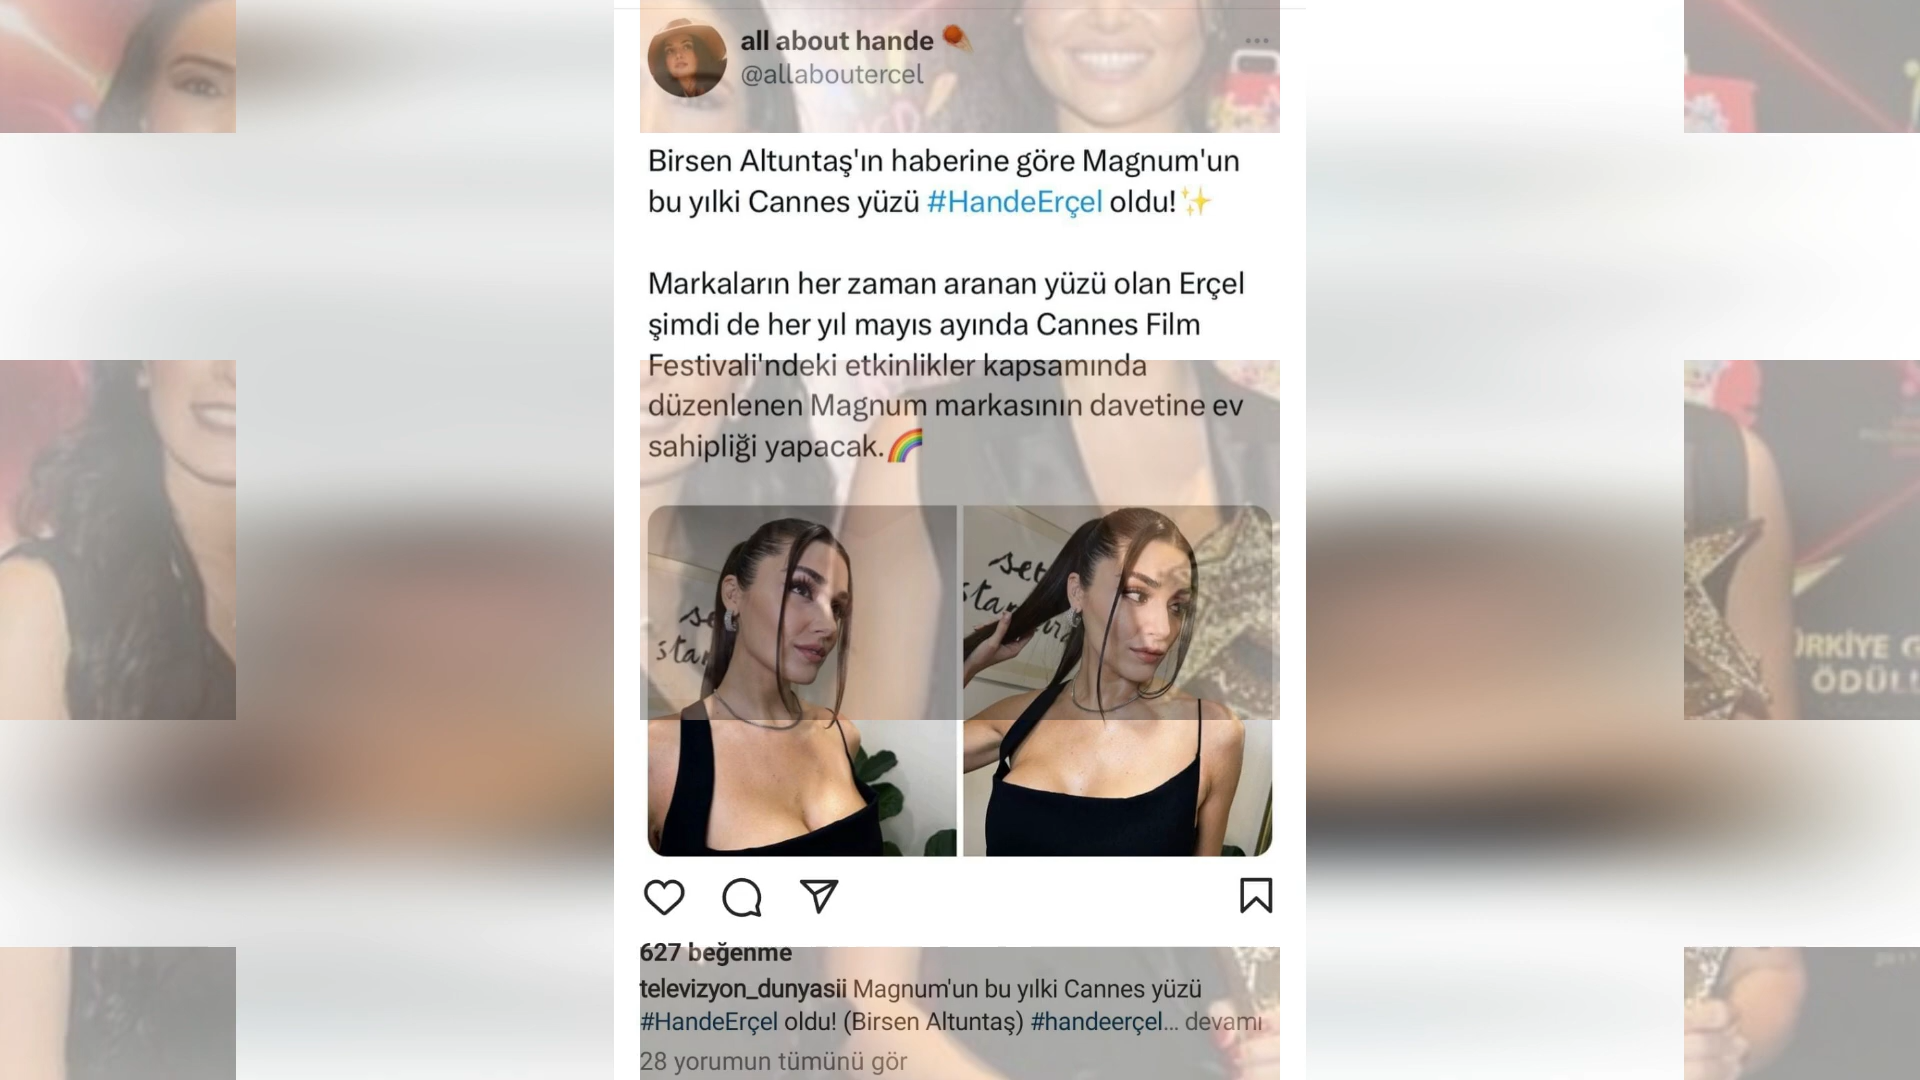 all about hande
@allaboutercel
Birsen Altuntaş'ın haberine göre Magnum'un
bu yılki Cannes yüzü #HandeErçel oldu!✨
Markaların her zaman aranan yüzü olan Erçel
şimdi de her yıl mayıs ayında Cannes Film
Festivali'ndeki etkinlikler kapsamında
düzenlenen Magnum markasının davetine ev
sahipliği yapacak.🌈
627 beğenme
televizyon_dunyasii Magnum'un bu yılki Cannes yüzü
#HandeErçel oldu! (Birsen Altuntaş) #handeerçel... devamı
28 yorumun tümünü gör